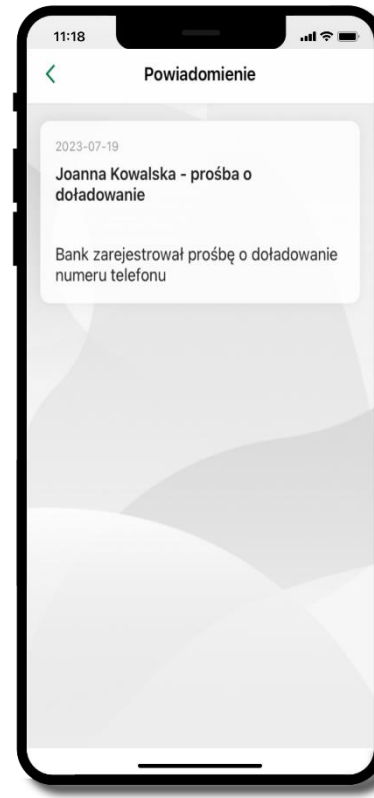 11:18
Powiadomienie
2023-07-19
Joanna Kowalska - prośba o
doładowanie
Bank zarejestrował prośbę o doładowanie
numeru telefonu